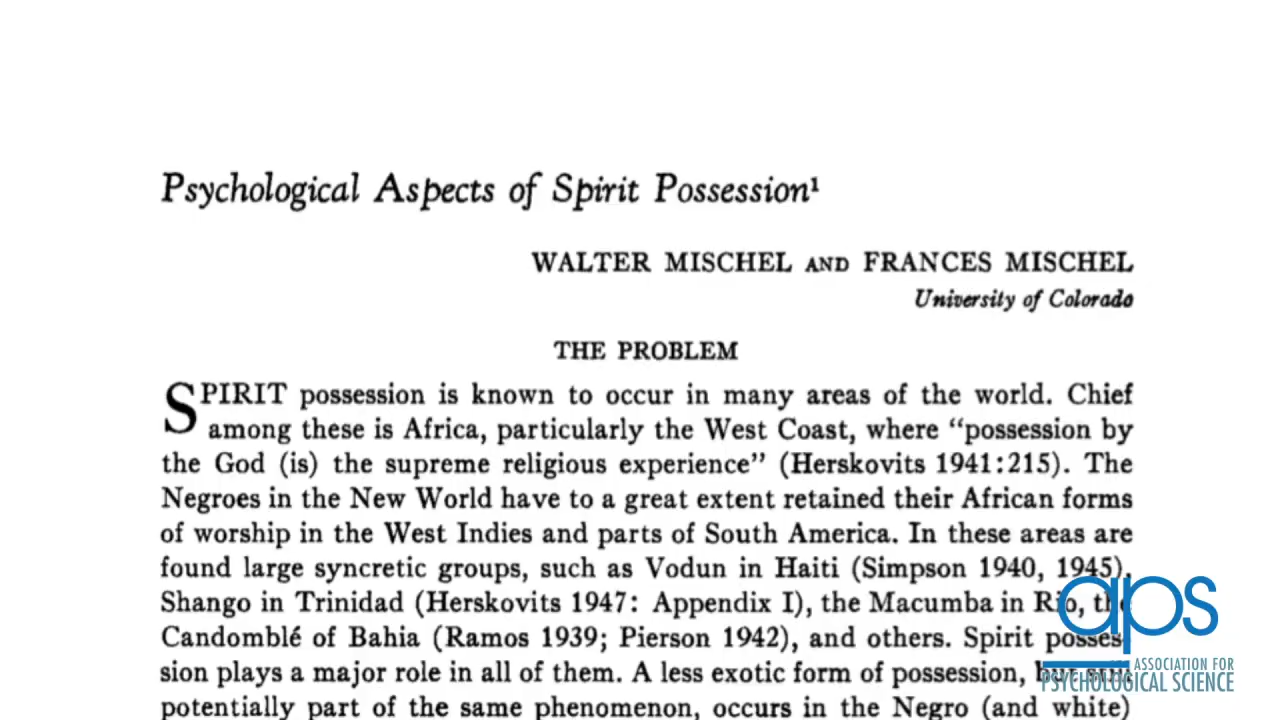 Psychological Aspects of Spirit Possession¹
WALTER MISCHEL AND FRANCES MISCHEL
University of Colorado
THE PROBLEM
SPIRIT possession is known to occur in many areas of the world. Chief
among these is Africa, particularly the West Coast, where “possession by
the God (is) the supreme religious experience” (Herskovits 1941:215). The
Negroes in the New World have to a great extent retained their African forms
of worship in the West Indies and parts of South America. In these areas are
found large syncretic groups, such as Vodun in Haiti (Simpson 1940, 1945),
Shango in Trinidad (Herskovits 1947: Appendix I), the Macumba in Rio, the
Candomblé of Bahia (Ramos 1939; Pierson 1942), and others. Spirit posses-
sion plays a major role in all of them. A less exotic form of possession,
potentially part of the same phenomenon, occurs in the Negro (and white)
aps
ASSOCIATION FOR
PSYCHOLOGICAL SCIENCE